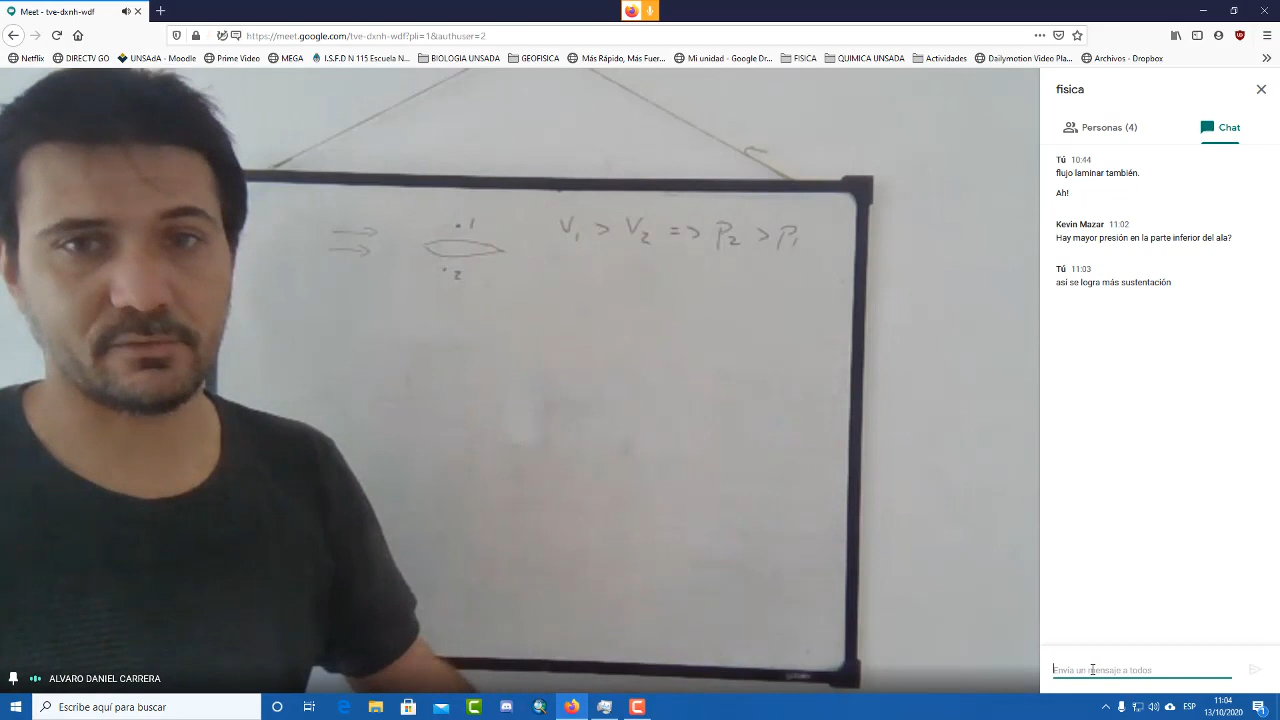 Meet - tve-dxnh-wdf
https://meet.google.com/tve-dxnh-wdf?pli=1&authuser=2
Netflix DIRECTV GO UNSAdA - Moodle Prime Video MEGA I.S.F.D N 115 Escuela N... BIOLOGIA UNSADA GEOFISICA Más Rápido, Más Fuer... Mi unidad - Google Dr... FISICA QUIMICA UNSADA Actividades Dailymotion Video Pla... Archivos - Dropbox
fisica
Personas (4) Chat
Tú 10:44
flujo laminar también.
Ah!
Kevin Mazar 11:02
Hay mayor presión en la parte inferior del ala?
Tú 11:03
asi se logra más sustentación
.1 V₁ > V₂ => P₂ > P₁
.2
ALVARO DANIEL CARRERA
Envía un mensaje a todos
Escribe aquí para buscar
ESP
11:04
13/10/2020